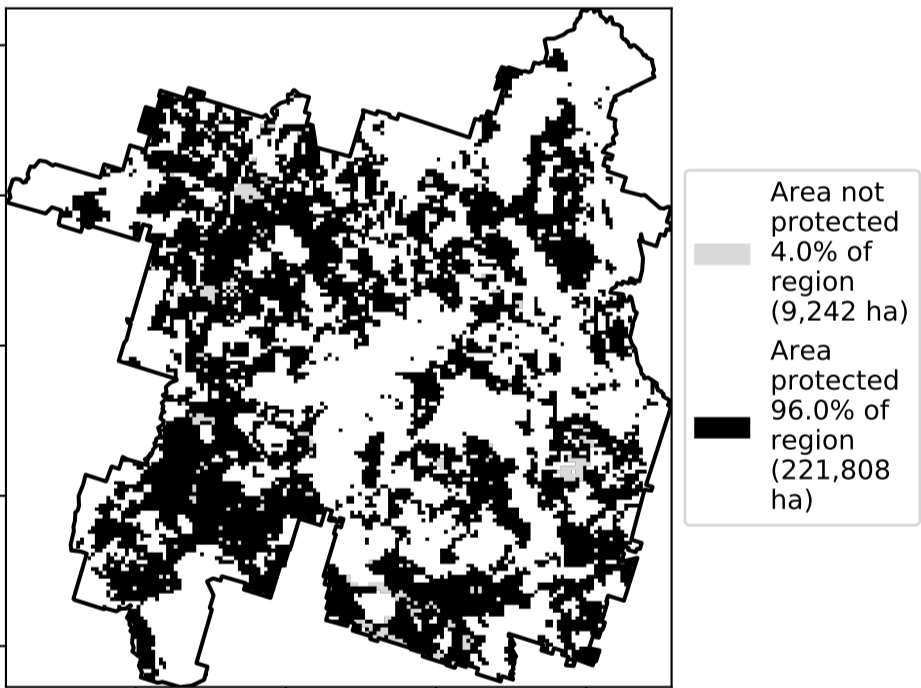 Area not
protected
4.0% of
region
(9,242 ha)
Area
protected
96.0% of
region
(221,808
ha)